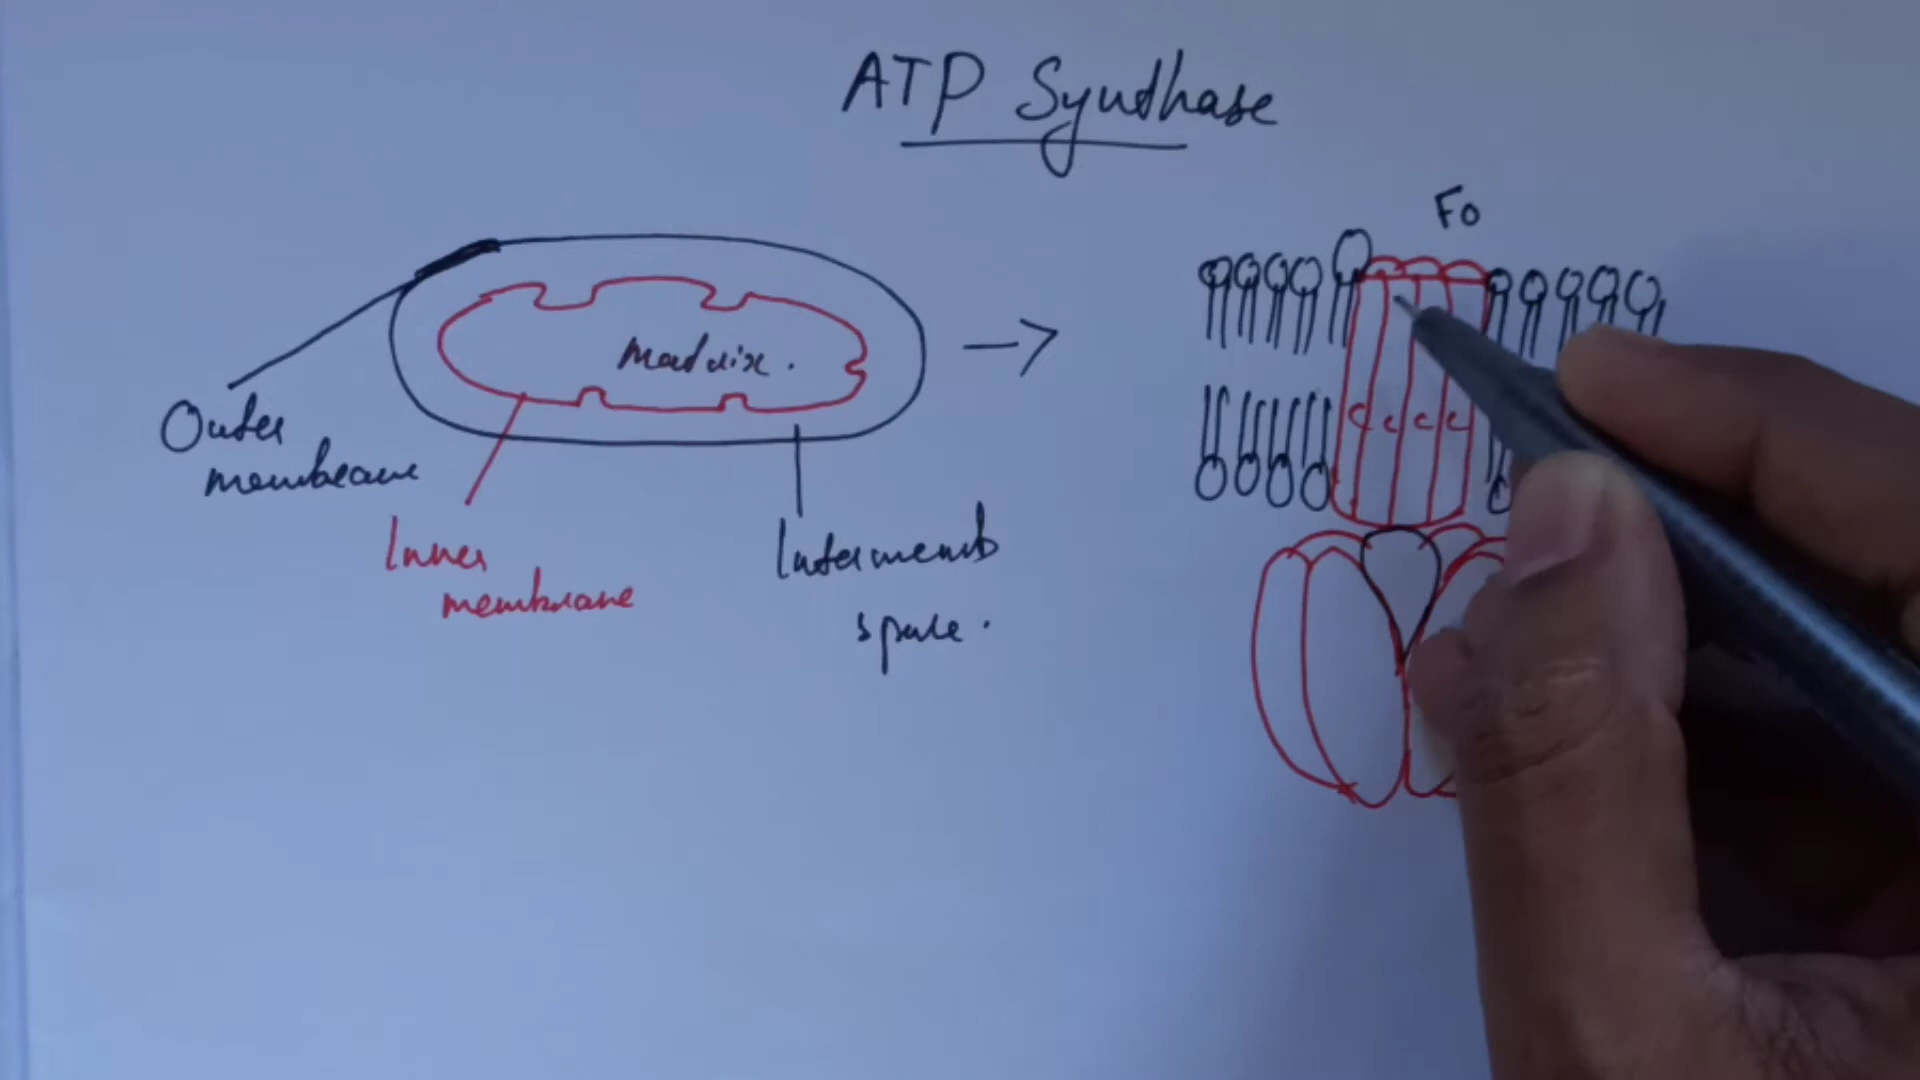 ATP Synthase
Fo
Matrix.
c c c c
Outer
membrane
Inner
membrane
Intermemb
space.